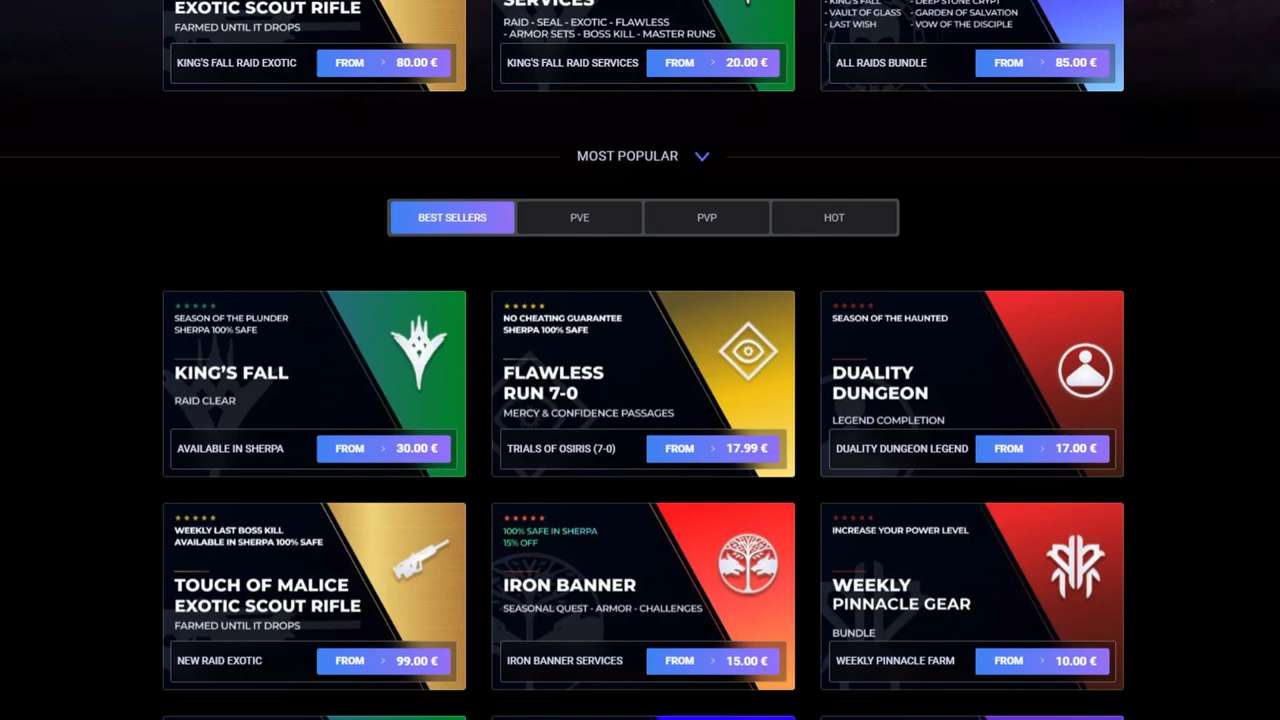 EXOTIC SCOUT RIFLE
FARMED UNTIL IT DROPS
KING'S FALL RAID EXOTIC
FROM > 80.00 €
SERVICES
RAID - SEAL - EXOTIC - FLAWLESS
- ARMOR SETS - BOSS KILL - MASTER RUNS
KING'S FALL RAID SERVICES
FROM > 20.00 €
- KING'S FALL - DEEP STONE CRYPT
- VAULT OF GLASS - GARDEN OF SALVATION
- LAST WISH - VOW OF THE DISCIPLE
ALL RAIDS BUNDLE
FROM > 85.00 €
MOST POPULAR
BEST SELLERS
PVE
PVP
HOT
SEASON OF THE PLUNDER
SHERPA 100% SAFE
KING'S FALL
RAID CLEAR
AVAILABLE IN SHERPA
FROM > 30.00 €
NO CHEATING GUARANTEE
SHERPA 100% SAFE
FLAWLESS
RUN 7-0
MERCY & CONFIDENCE PASSAGES
TRIALS OF OSIRIS (7-0)
FROM > 17.99 €
SEASON OF THE HAUNTED
DUALITY
DUNGEON
LEGEND COMPLETION
DUALITY DUNGEON LEGEND
FROM > 17.00 €
WEEKLY LAST BOSS KILL
AVAILABLE IN SHERPA 100% SAFE
TOUCH OF MALICE
EXOTIC SCOUT RIFLE
FARMED UNTIL IT DROPS
NEW RAID EXOTIC
FROM > 99.00 €
100% SAFE IN SHERPA
15% OFF
IRON BANNER
SEASONAL QUEST - ARMOR - CHALLENGES
IRON BANNER SERVICES
FROM > 15.00 €
INCREASE YOUR POWER LEVEL
WEEKLY
PINNACLE GEAR
BUNDLE
WEEKLY PINNACLE FARM
FROM > 10.00 €